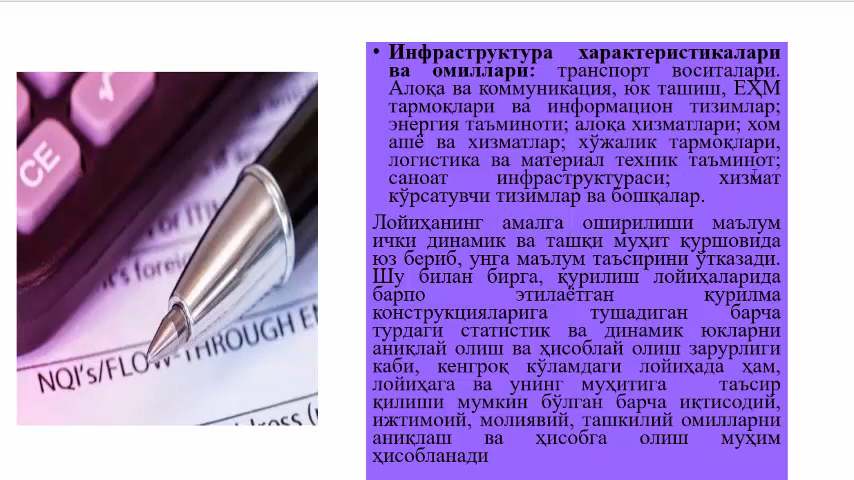 • Инфраструктура характеристикалари
ва омиллари: транспорт воситалари.
Алоқа ва коммуникация, юк ташиш, ЕҲМ
тармоқлари ва информацион тизимлар;
энергия таъминоти; алоқа хизматлари; хом
ашё ва хизматлар; хўжалик тармоқлари,
логистика ва материал техник таъминот;
саноат инфраструктураси; хизмат
кўрсатувчи тизимлар ва бошқалар.
Лойиҳанинг амалга оширилиши маълум
ички динамик ва ташқи муҳит қуршовида
юз бериб, унга маълум таъсирини ўтказади.
Шу билан бирга, қурилиш лойиҳаларида
барпо этилаётган қурилма
конструкцияларига тушадиган барча
турдаги статистик ва динамик юкларни
аниқлай олиш ва ҳисоблай олиш зарурлиги
каби, кенгроқ кўламдаги лойиҳада ҳам,
лойиҳага ва унинг муҳитига таъсир
қилиши мумкин бўлган барча иқтисодий,
ижтимоий, молиявий, ташкилий омилларни
аниқлаш ва ҳисобга олиш муҳим
ҳисобланади
CE
√
NQI's/FLOW-THROUGH